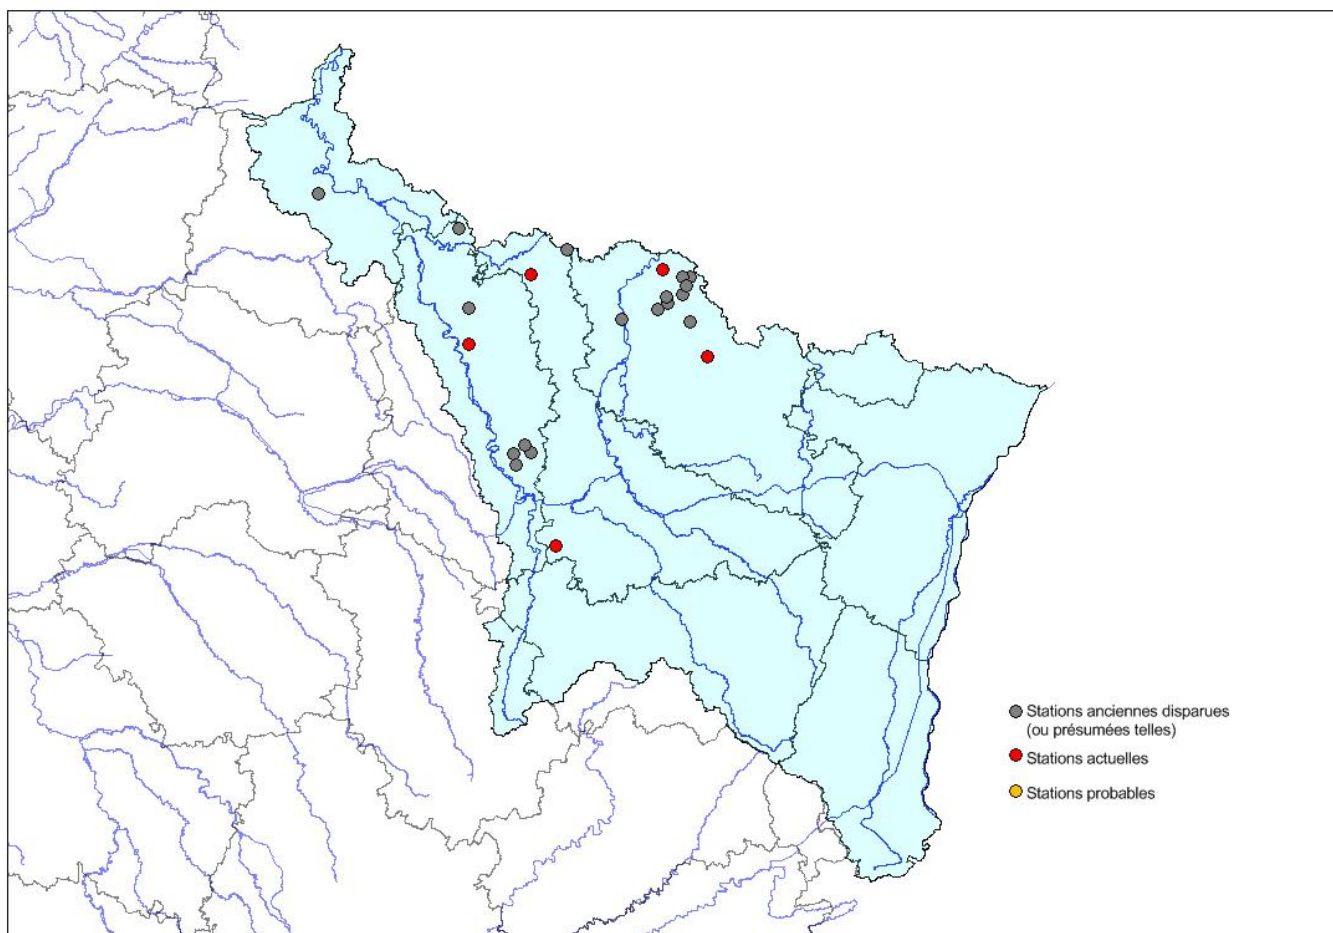 Stations anciennes disparues
(ou présumées telles)
Stations actuelles
Stations probables